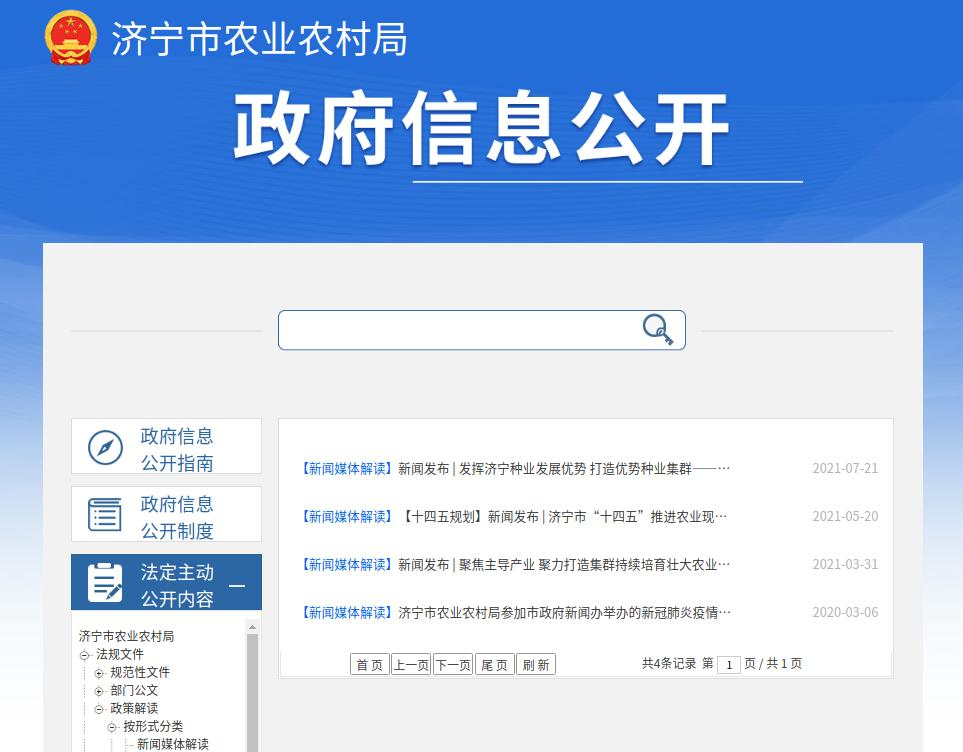 济宁市农业农村局
政府信息公开
政府信息
公开指南
政府信息
公开制度
法定主动
公开内容
济宁市农业农村局
法规文件
规范性文件
部门公文
政策解读
按形式分类
新闻媒体解读
【新闻媒体解读】新闻发布 | 发挥济宁种业发展优势 打造优势种业集群——… 2021-07-21
【新闻媒体解读】【十四五规划】新闻发布 | 济宁市“十四五”推进农业现… 2021-05-20
【新闻媒体解读】新闻发布 | 聚焦主导产业 聚力打造集群持续培育壮大农业… 2021-03-31
【新闻媒体解读】济宁市农业农村局参加市政府新闻办举办的新冠肺炎疫情… 2020-03-06
首 页 上一页 下一页 尾 页 刷 新 共4条记录 第 1 页 / 共 1 页